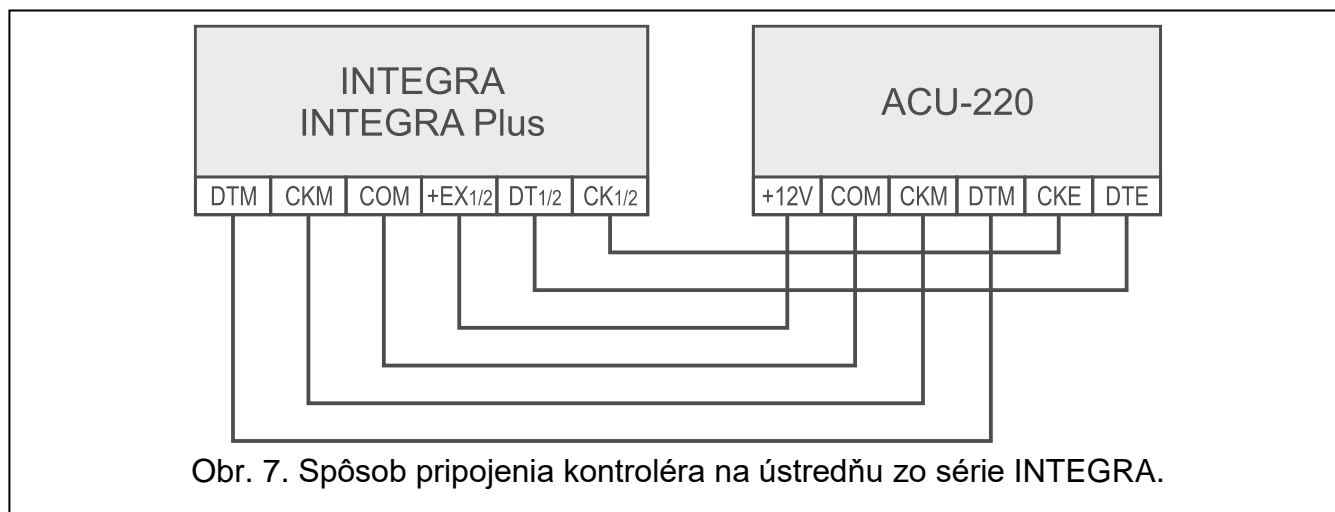 INTEGRA
INTEGRA Plus
DTM CKM COM +EX1/2 DT1/2 CK1/2
ACU-220
+12V COM CKM DTM CKE DTE
Obr. 7. Spôsob pripojenia kontroléra na ústredňu zo série INTEGRA.